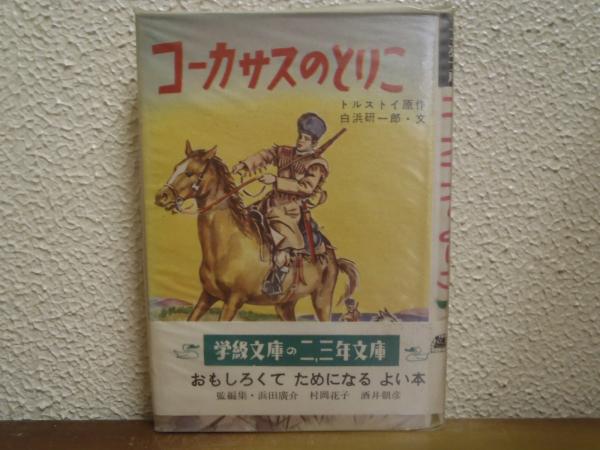 コーカサスのとりこ
トルストイ原作
白浜研一郎・文
学級文庫の二、三年文庫
おもしろくて ためになる よい本
監編集・浜田廣介 村岡花子 酒井朝彦